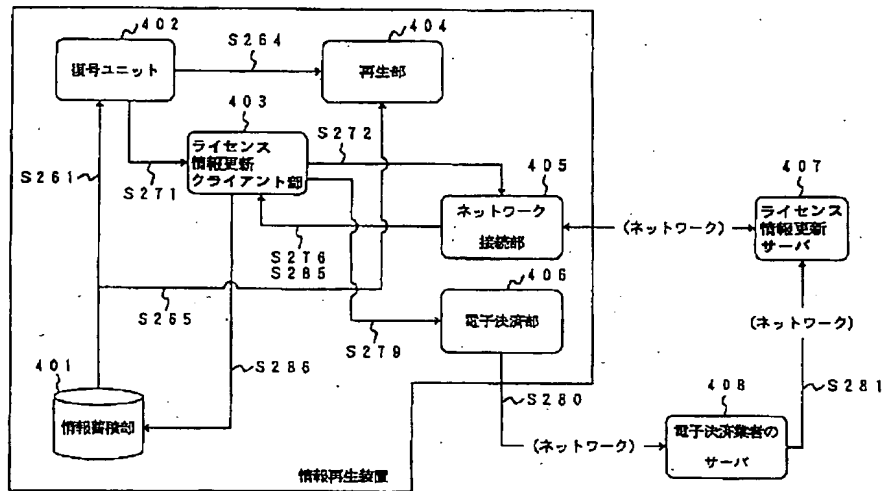 402
復号ユニット
S264
404
再生部
403
ライセンス
情報更新
クライアント部
S261
S271
S272
405
ネットワーク
接続部
(ネットワーク)
407
ライセンス
情報更新
サーバ
S276
S285
S265
406
電子決済部
S279
(ネットワーク)
401
S286
情報蓄積部
S280
S281
408
電子決済業者の
サーバ
(ネットワーク)
情報再生装置